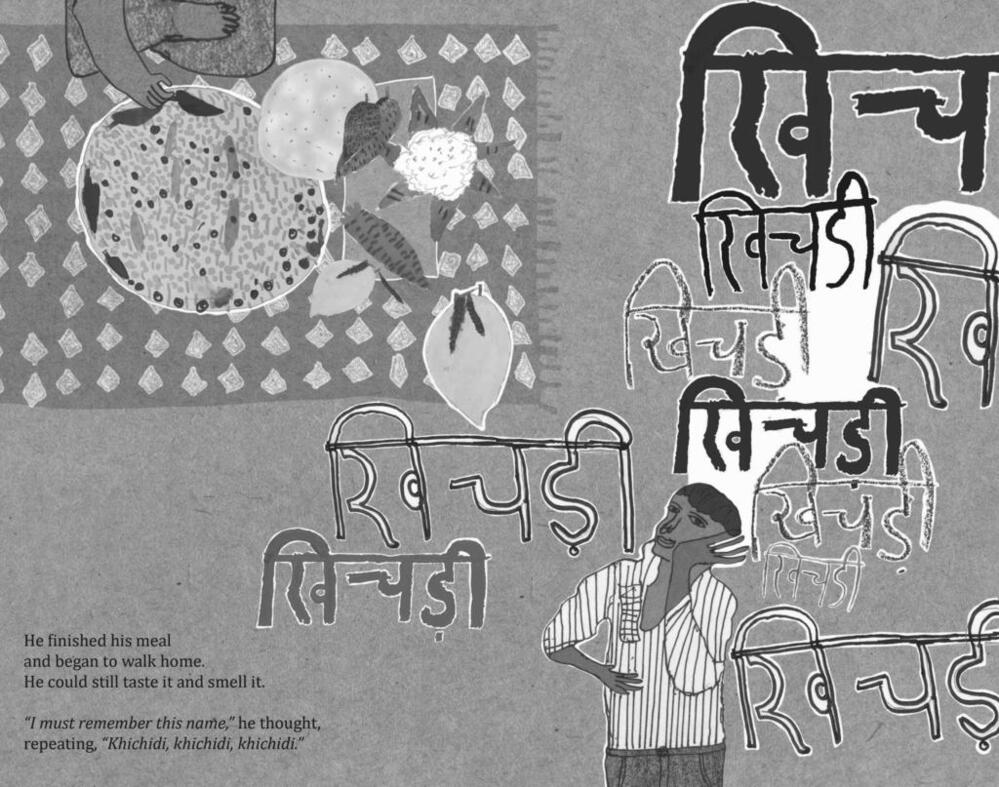 खिच
खिचडी
खि
खिचडी
खिचड़ी
खिचड़ी
खिचड़ी
खिचडी
खिचड़ी
खिचड़
He finished his meal
and began to walk home.
He could still taste it and smell it.
“I must remember this name,” he thought,
repeating, “Khichidi, khichidi, khichidi.”